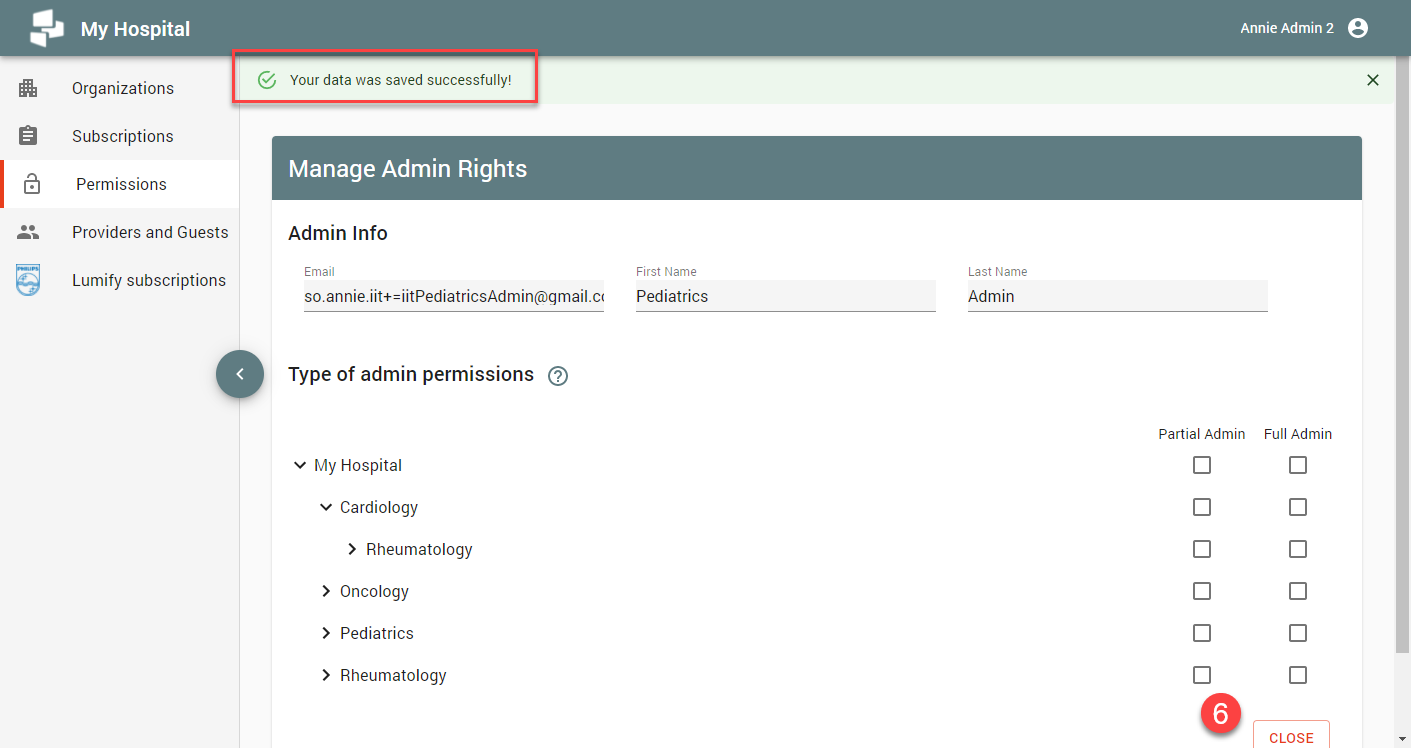 My Hospital
Annie Admin 2
Your data was saved successfully!
Organizations
Subscriptions
Permissions
Providers and Guests
PHILIPS
Lumify subscriptions
Manage Admin Rights
Admin Info
Email First Name Last Name
so.annie.iit+=iitPediatricsAdmin@gmail.co Pediatrics Admin
Type of admin permissions ?
Partial Admin Full Admin
My Hospital
Cardiology
Rheumatology
Oncology
Pediatrics
Rheumatology
6
CLOSE